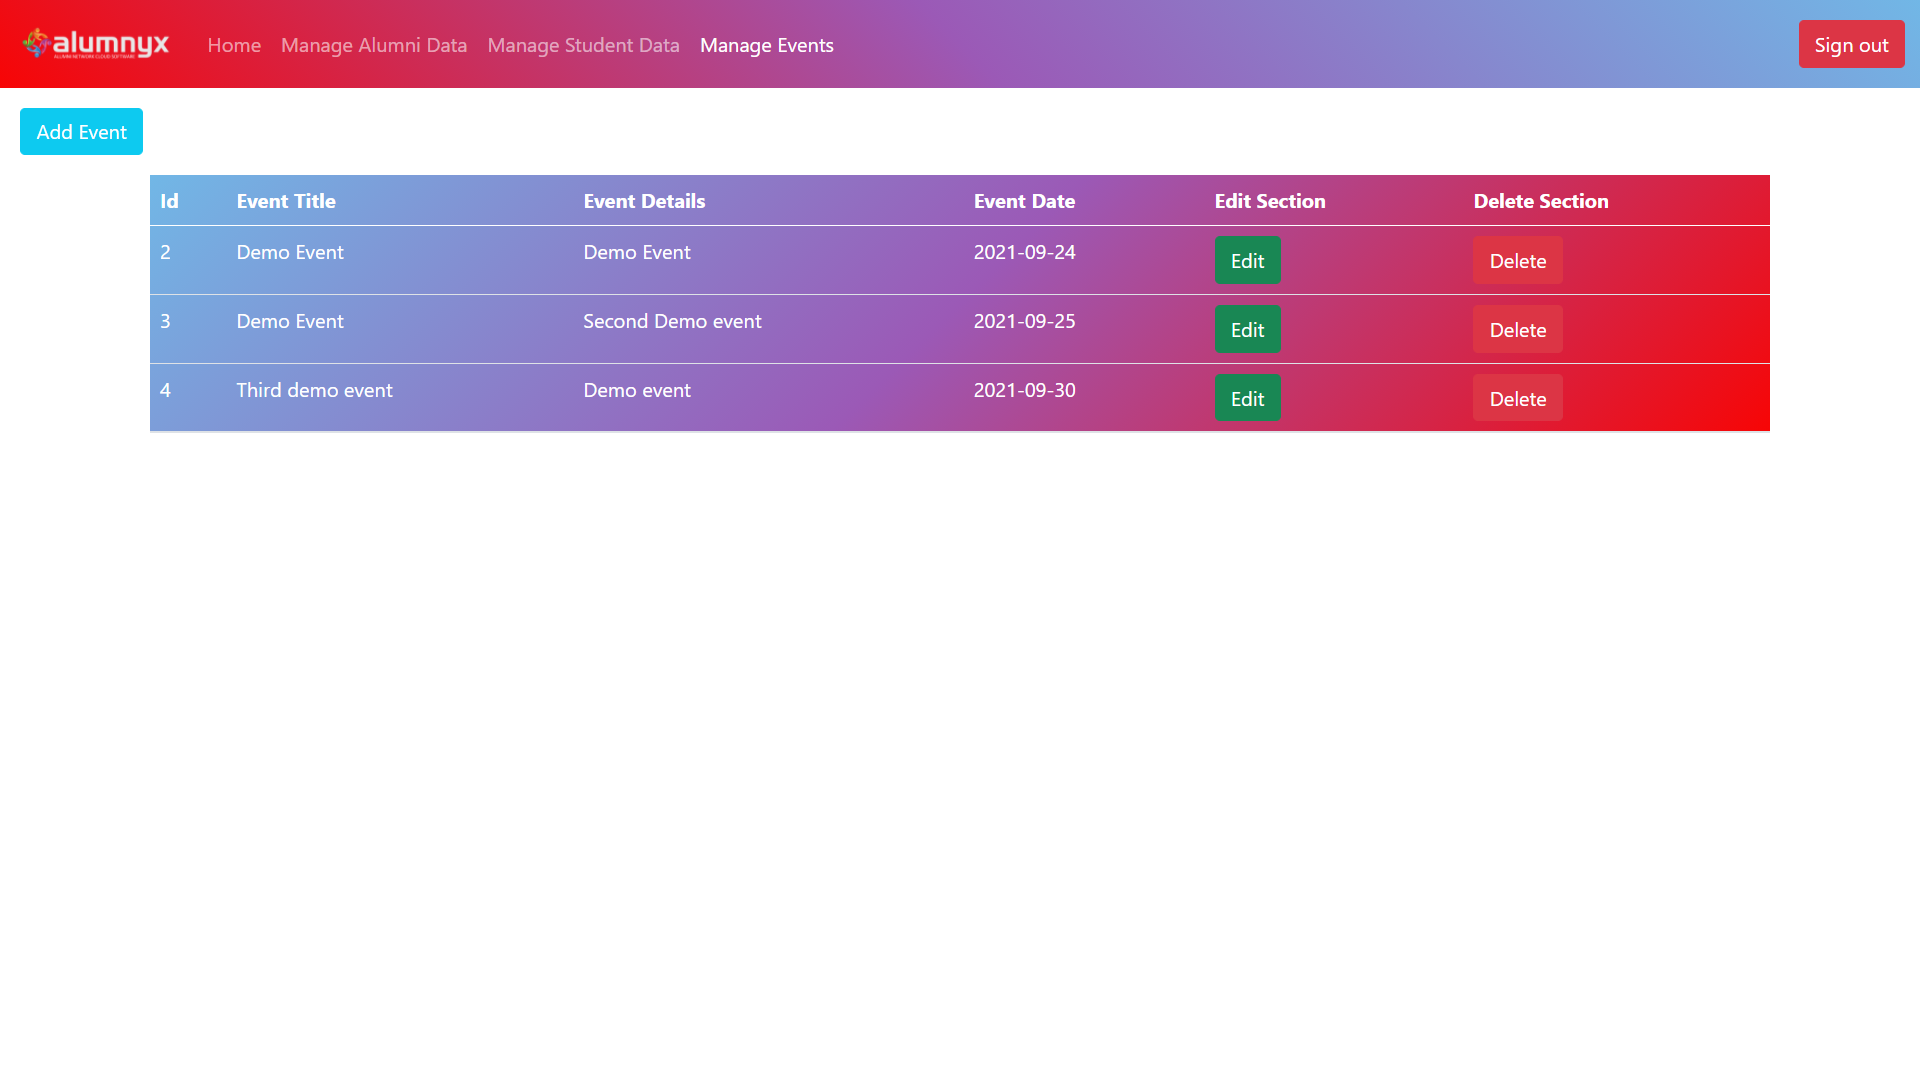 alumnyx Home Manage Alumni Data Manage Student Data Manage Events Sign out
ALUMNI NETWORK CLOUD SOFTWARE
Add Event
Id Event Title Event Details Event Date Edit Section Delete Section
2 Demo Event Demo Event 2021-09-24 Edit Delete
3 Demo Event Second Demo event 2021-09-25 Edit Delete
4 Third demo event Demo event 2021-09-30 Edit Delete